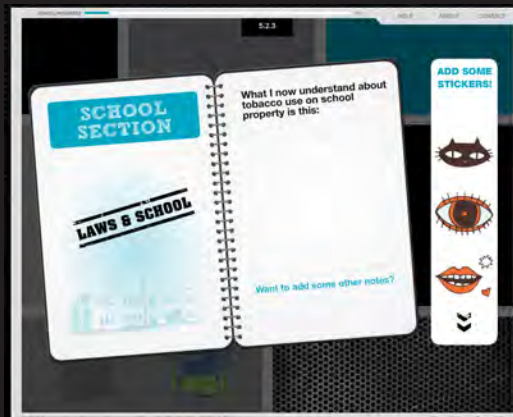 5.2.3
HELP ABOUT CONTACT
SCHOOL
SECTION
LAWS & SCHOOL
What I now understand about
tobacco use on school
property is this:
Want to add some other notes?
ADD SOME
STICKERS!